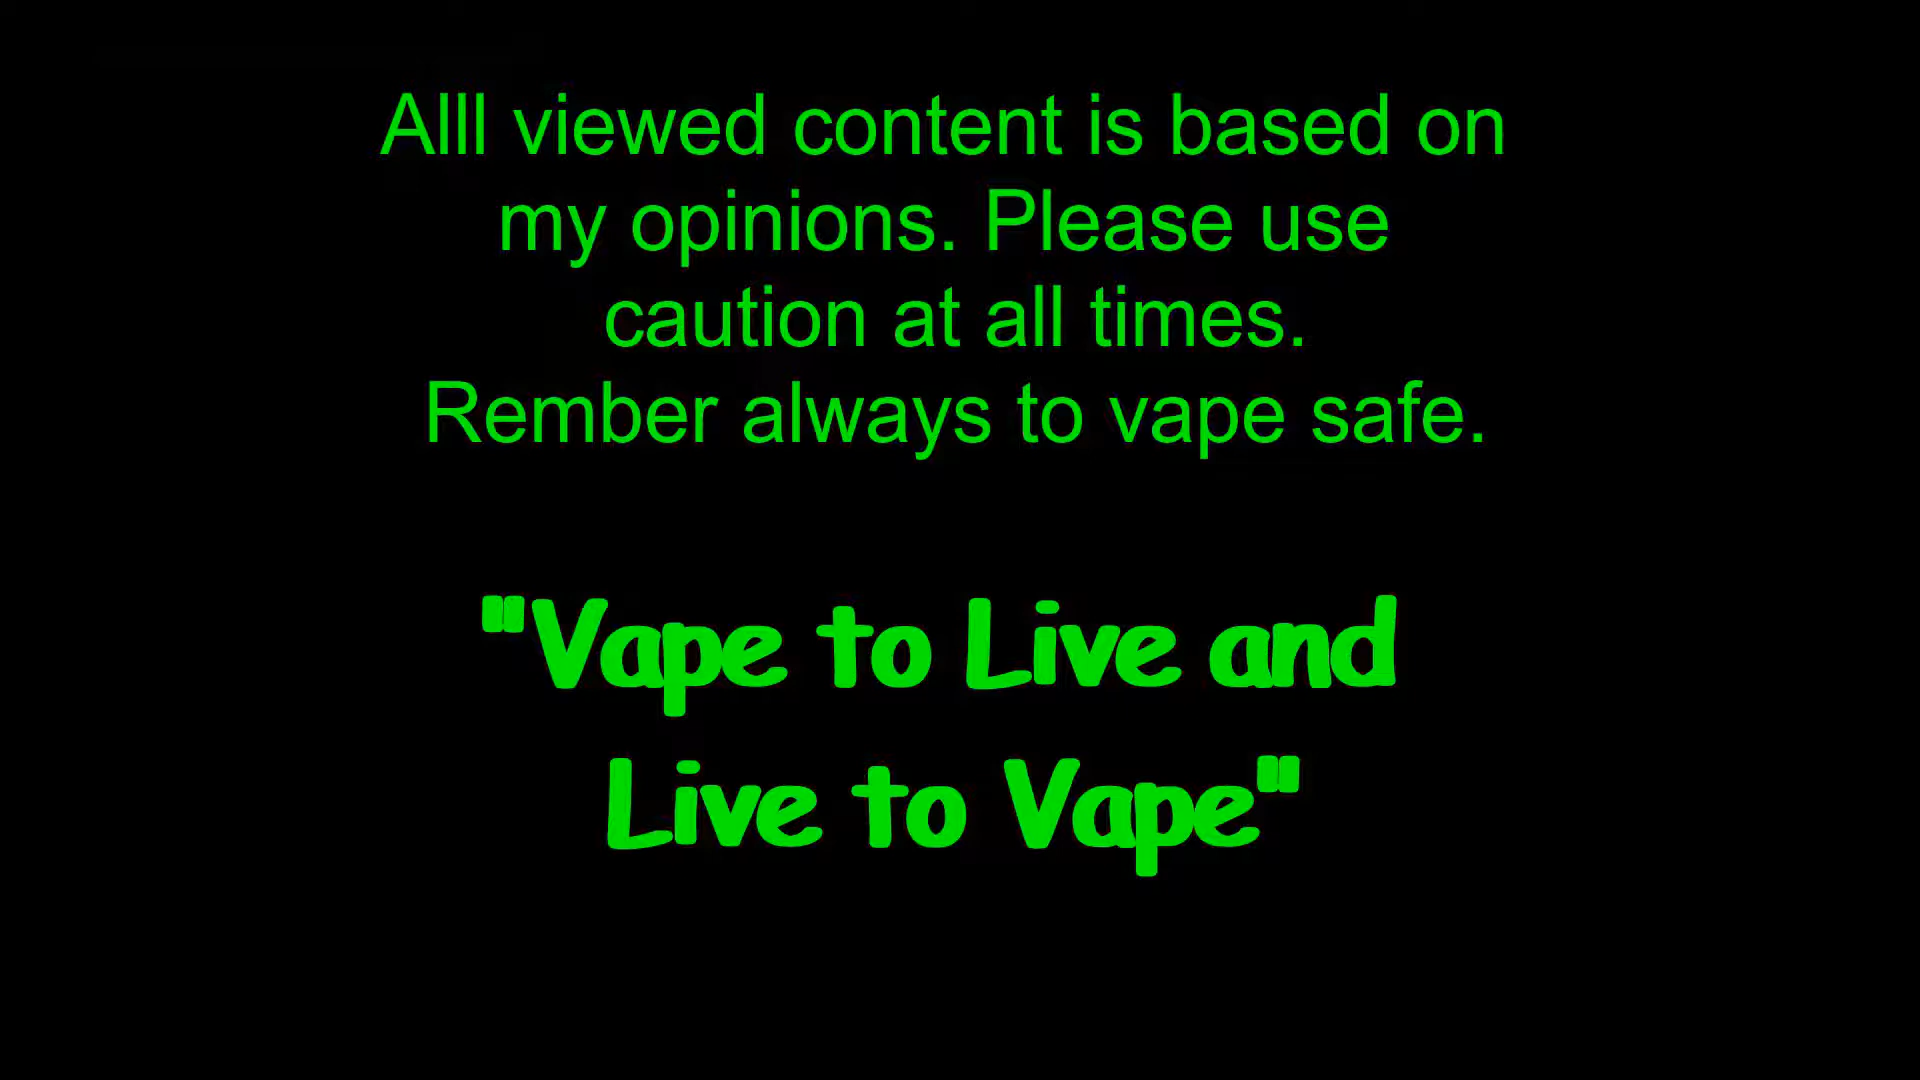 Alll viewed content is based on
my opinions. Please use
caution at all times.
Rember always to vape safe.
"Vape to Live and
Live to Vape"